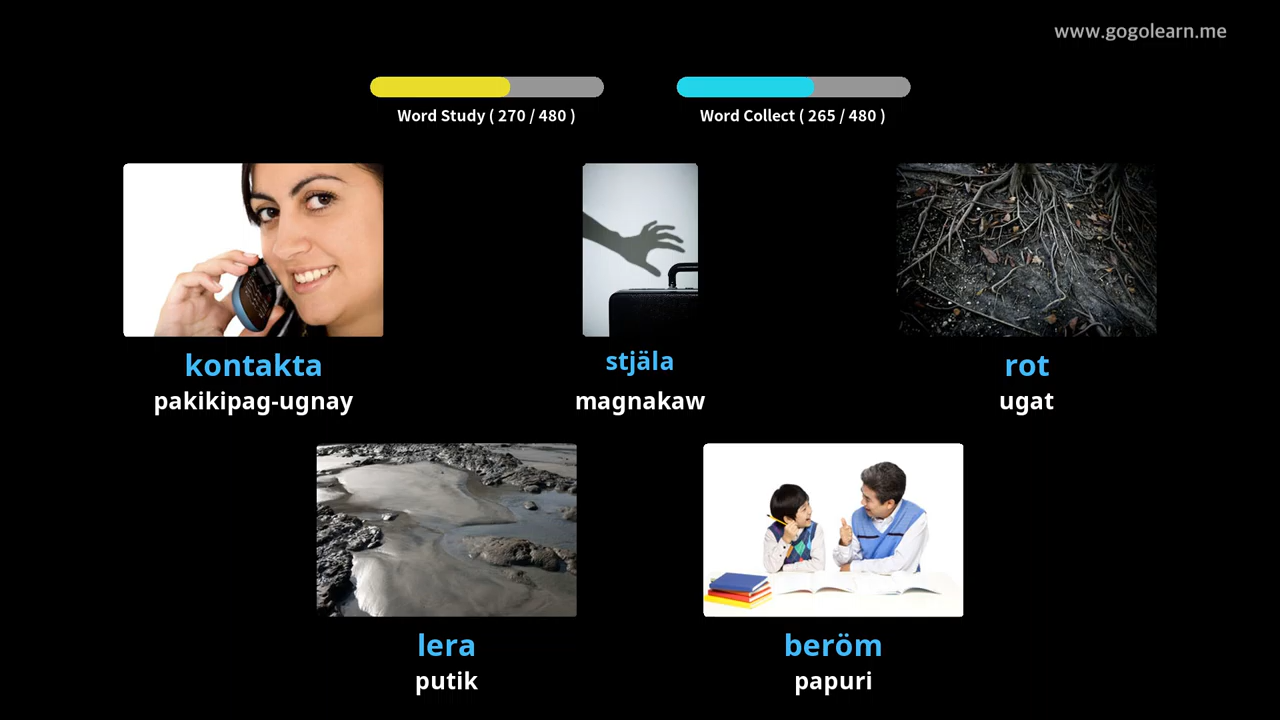 www.gogolearn.me
Word Study ( 270 / 480 )
Word Collect ( 265 / 480 )
kontakta
pakikipag-ugnay
stjäla
magnakaw
rot
ugat
lera
putik
beröm
papuri